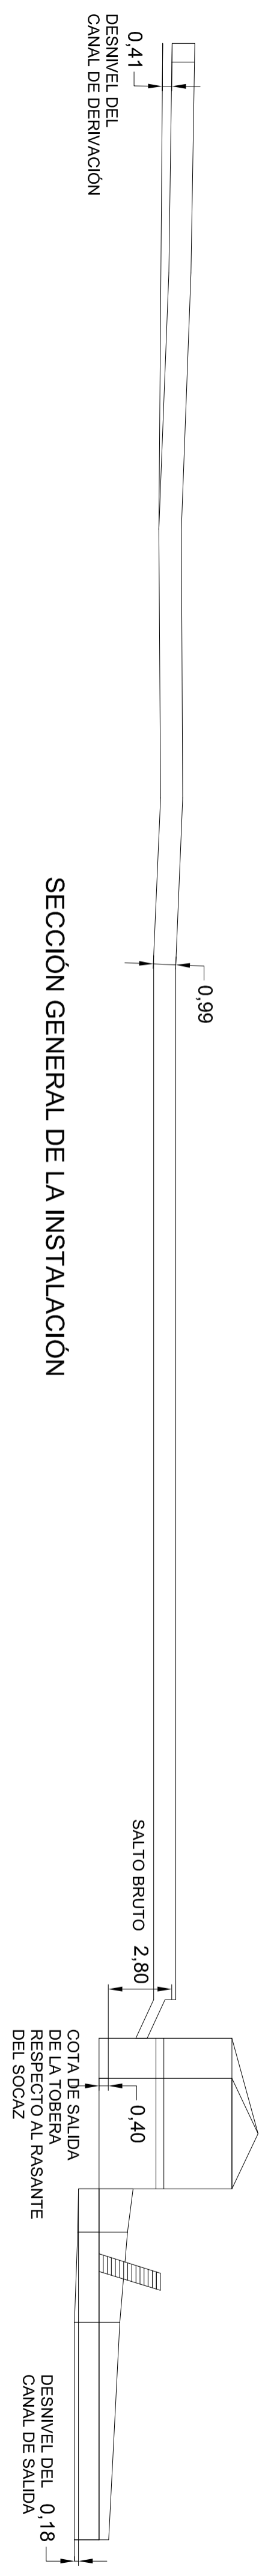 0,41
DESNIVEL DEL
CANAL DE DERIVACIÓN
0,99
SECCIÓN GENERAL DE LA INSTALACIÓN
SALTO BRUTO 2,80
0,40
COTA DE SALIDA
DE LA TOBERA
RESPECTO AL RASANTE
DEL SOCAZ
DESNIVEL DEL 0,18
CANAL DE SALIDA